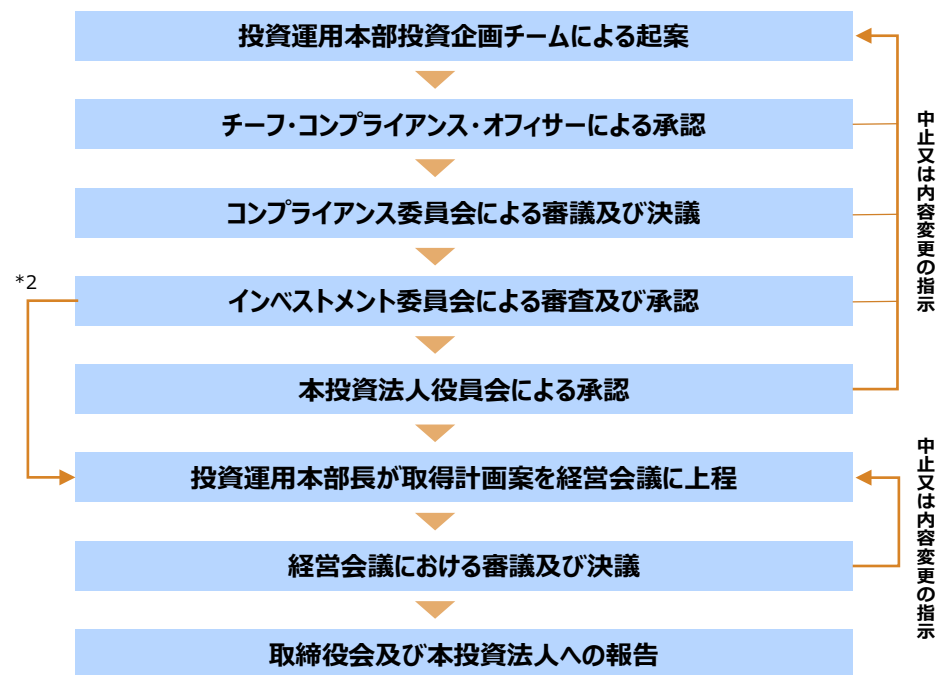 投資運用本部投資企画チームによる起案
チーフ・コンプライアンス・オフィサーによる承認
コンプライアンス委員会による審議及び決議
*2
インベストメント委員会による審査及び承認
本投資法人役員会による承認
投資運用本部長が取得計画案を経営会議に上程
経営会議における審議及び決議
取締役会及び本投資法人への報告
中止又は内容変更の指示
中止又は内容変更の指示